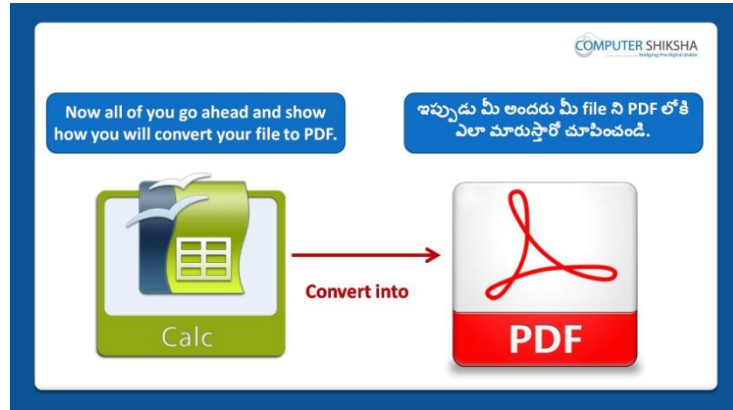 COMPUTER SHIKSHA
bridging the digital divide
Now all of you go ahead and show
how you will convert your file to PDF.
ఇప్పుడు మీ అందరు మీ file ని PDF లోకి
ఎలా మారుస్తారో చూపించండి.
Convert into
Calc
PDF